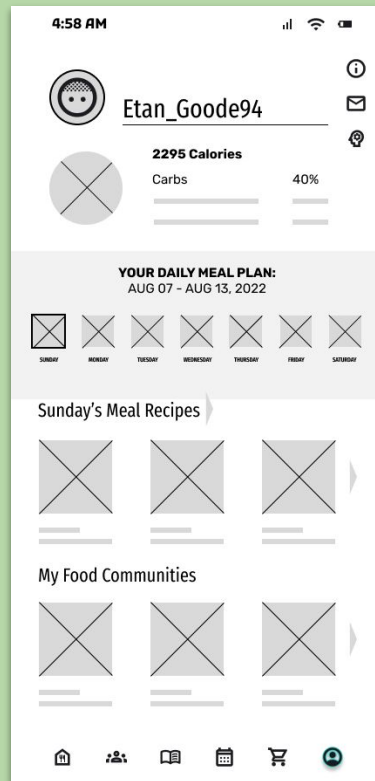 4:58 AM
Etan_Goode94
2295 Calories
Carbs 40%
YOUR DAILY MEAL PLAN:
AUG 07 - AUG 13, 2022
SUNDAY MONDAY TUESDAY WEDNESDAY THURSDAY FRIDAY SATURDAY
Sunday's Meal Recipes
My Food Communities